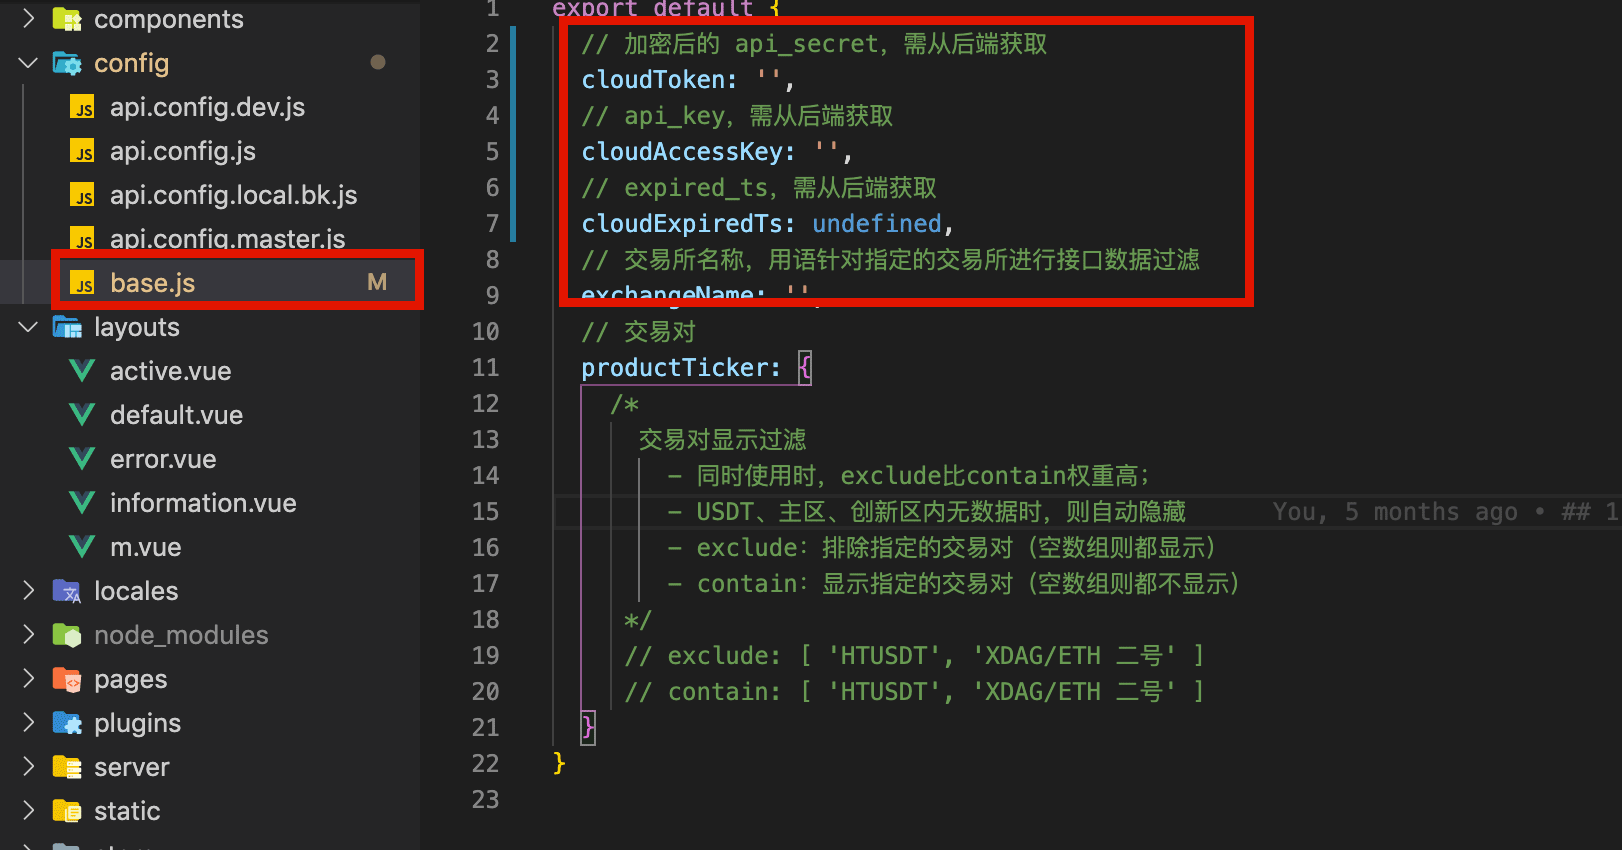 components
config
api.config.dev.js
api.config.js
api.config.local.bk.js
api.config.master.js
base.js M
layouts
active.vue
default.vue
error.vue
information.vue
m.vue
locales
node_modules
pages
plugins
server
static
1 export default {
2 // 加密后的 api_secret，需从后端获取
3 cloudToken: '',
4 // api_key，需从后端获取
5 cloudAccessKey: '',
6 // expired_ts，需从后端获取
7 cloudExpiredTs: undefined,
8 // 交易所名称，用语针对指定的交易所进行接口数据过滤
9 exchangeName: '',
10 // 交易对
11 productTicker: {
12 /*
13 交易对显示过滤
14 - 同时使用时，exclude比contain权重高；
15 - USDT、主区、创新区内无数据时，则自动隐藏 You, 5 months ago • ## 1
16 - exclude：排除指定的交易对（空数组则都显示）
17 - contain：显示指定的交易对（空数组则都不显示）
18 */
19 // exclude: [ 'HTUSDT', 'XDAG/ETH 二号' ]
20 // contain: [ 'HTUSDT', 'XDAG/ETH 二号' ]
21 }
22 }
23